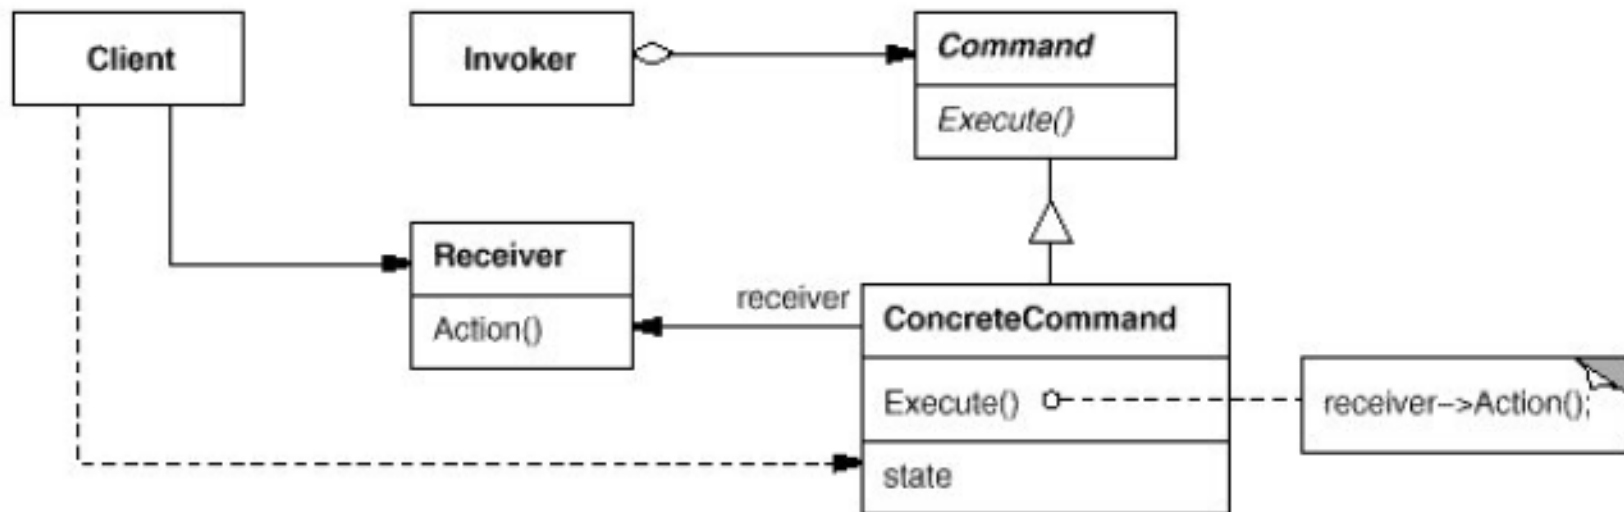 Client
Invoker
Command
Execute()
Receiver
Action()
receiver
ConcreteCommand
Execute()
receiver->Action();
state